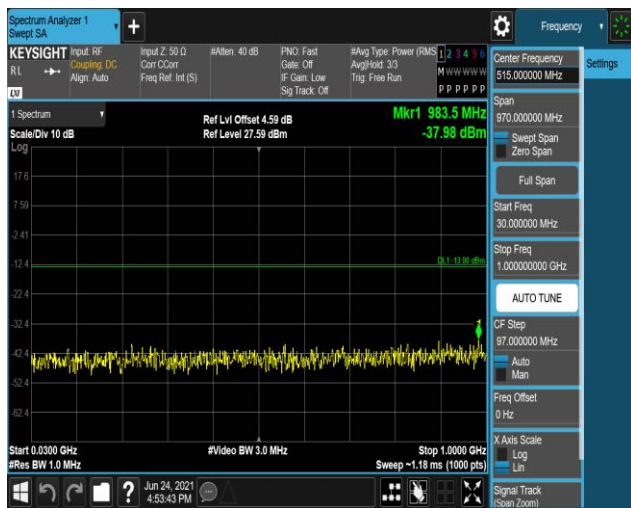 Spectrum Analyzer 1
Swept SA
Frequency
KEYSIGHT
RL
LXI
Input: RF
Coupling: DC
Align: Auto
Input Z: 50 Ω
Corr CCorr
Freq Ref: Int (S)
#Atten: 40 dB
PNO: Fast
Gate: Off
IF Gain: Low
Sig Track: Off
#Avg Type: Power (RMS
Avg|Hold: 3/3
Trig: Free Run
1 2 3 4 5 6
M W W W W W
P P P P P P
1 Spectrum
Scale/Div 10 dB
Ref Lvl Offset 4.59 dB
Ref Level 27.59 dBm
Mkr1 983.5 MHz
-37.98 dBm
Log
17.6
7.59
-2.41
-12.4
-22.4
-32.4
-42.4
-52.4
-62.4
DL1 -13.00 dBm
1
Start 0.0300 GHz
#Res BW 1.0 MHz
#Video BW 3.0 MHz
Stop 1.0000 GHz
Sweep ~1.18 ms (1000 pts)
Jun 24, 2021
4:53:43 PM
Center Frequency
515.000000 MHz
Settings
Span
970.000000 MHz
Swept Span
Zero Span
Full Span
Start Freq
30.000000 MHz
Stop Freq
1.000000000 GHz
AUTO TUNE
CF Step
97.000000 MHz
Auto
Man
Freq Offset
0 Hz
X Axis Scale
Log
Lin
Signal Track
(Span Zoom)